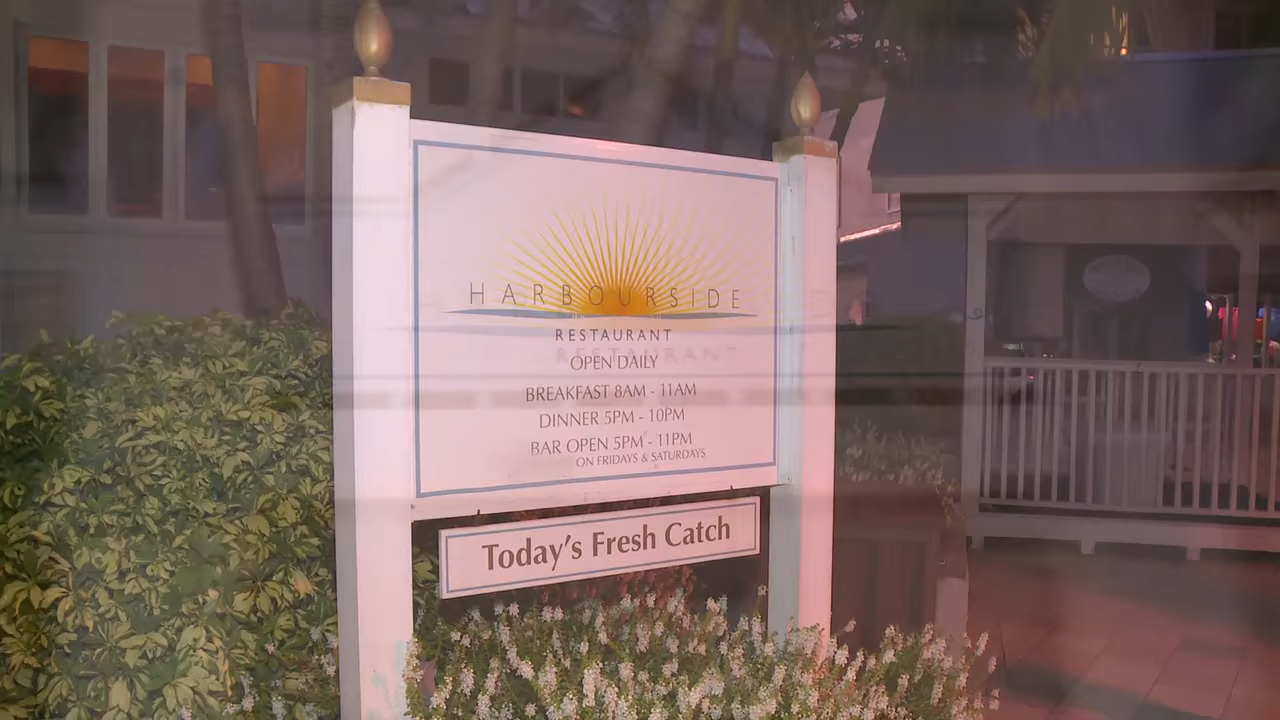 HARBOURSIDE
RESTAURANT
OPEN DAILY
BREAKFAST 8AM - 11AM
DINNER 5PM - 10PM
BAR OPEN 5PM - 11PM
ON FRIDAYS & SATURDAYS
Today's Fresh Catch